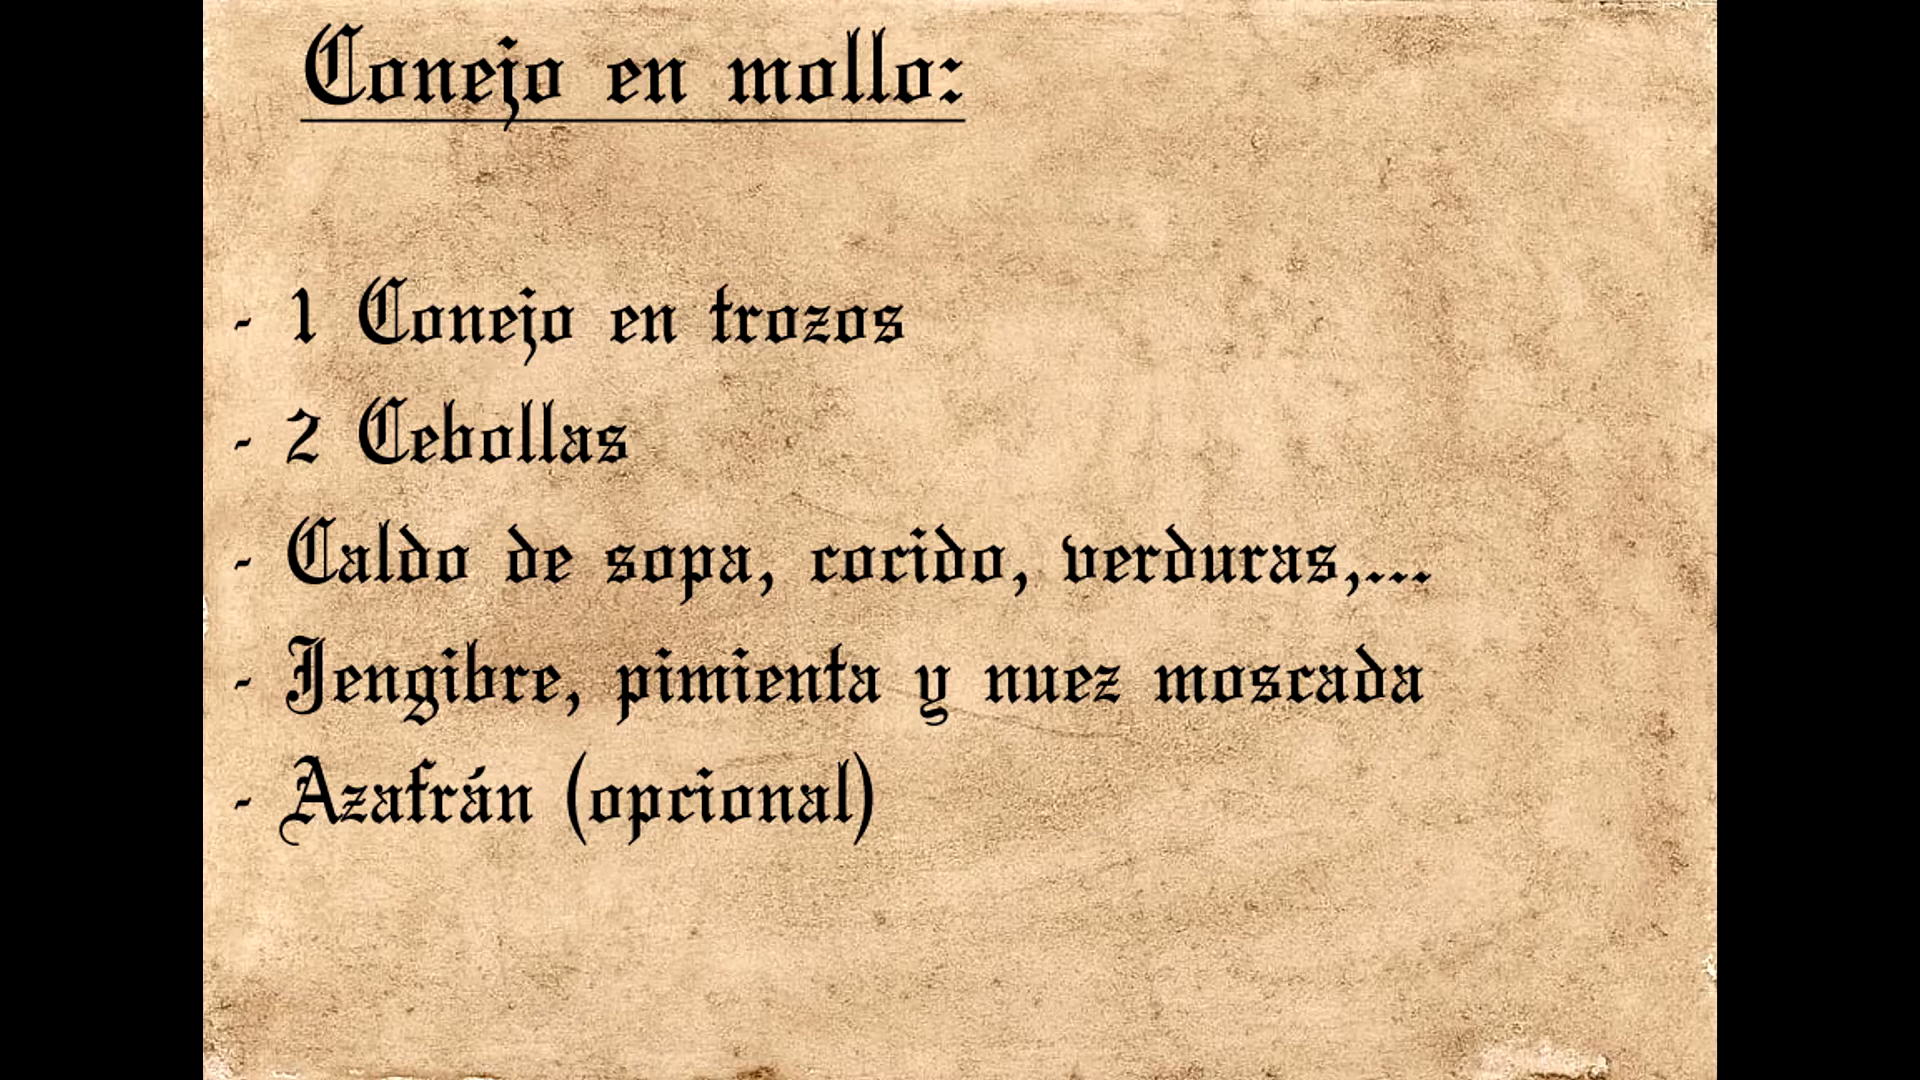 Conejo en mollo:
- 1 Conejo en trozos
- 2 Cebollas
- Caldo de sopa, cocido, verduras,...
- Jengibre, pimienta y nuez moscada
- Azafrán (opcional)